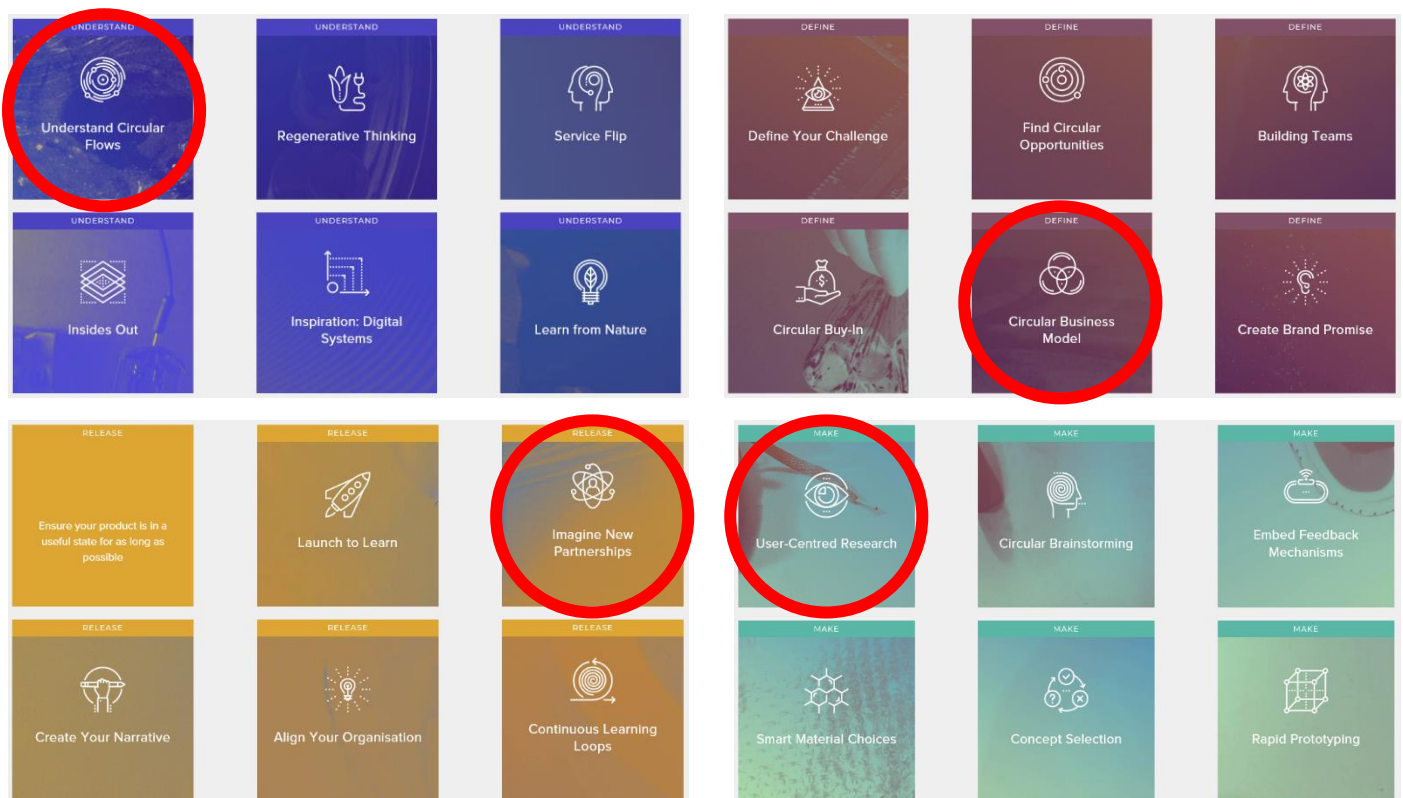 UNDERSTAND
Understand Circular
Flows
UNDERSTAND
Regenerative Thinking
UNDERSTAND
Service Flip
UNDERSTAND
Insides Out
UNDERSTAND
Inspiration: Digital
Systems
UNDERSTAND
Learn from Nature
DEFINE
Define Your Challenge
DEFINE
Find Circular
Opportunities
DEFINE
Building Teams
DEFINE
Circular Buy-In
DEFINE
Circular Business
Model
DEFINE
Create Brand Promise
RELEASE
Ensure your product is in a
useful state for as long as
possible
RELEASE
Launch to Learn
RELEASE
Imagine New
Partnerships
RELEASE
Create Your Narrative
RELEASE
Align Your Organisation
RELEASE
Continuous Learning
Loops
MAKE
User-Centred Research
MAKE
Circular Brainstorming
MAKE
Embed Feedback
Mechanisms
MAKE
Smart Material Choices
MAKE
Concept Selection
MAKE
Rapid Prototyping